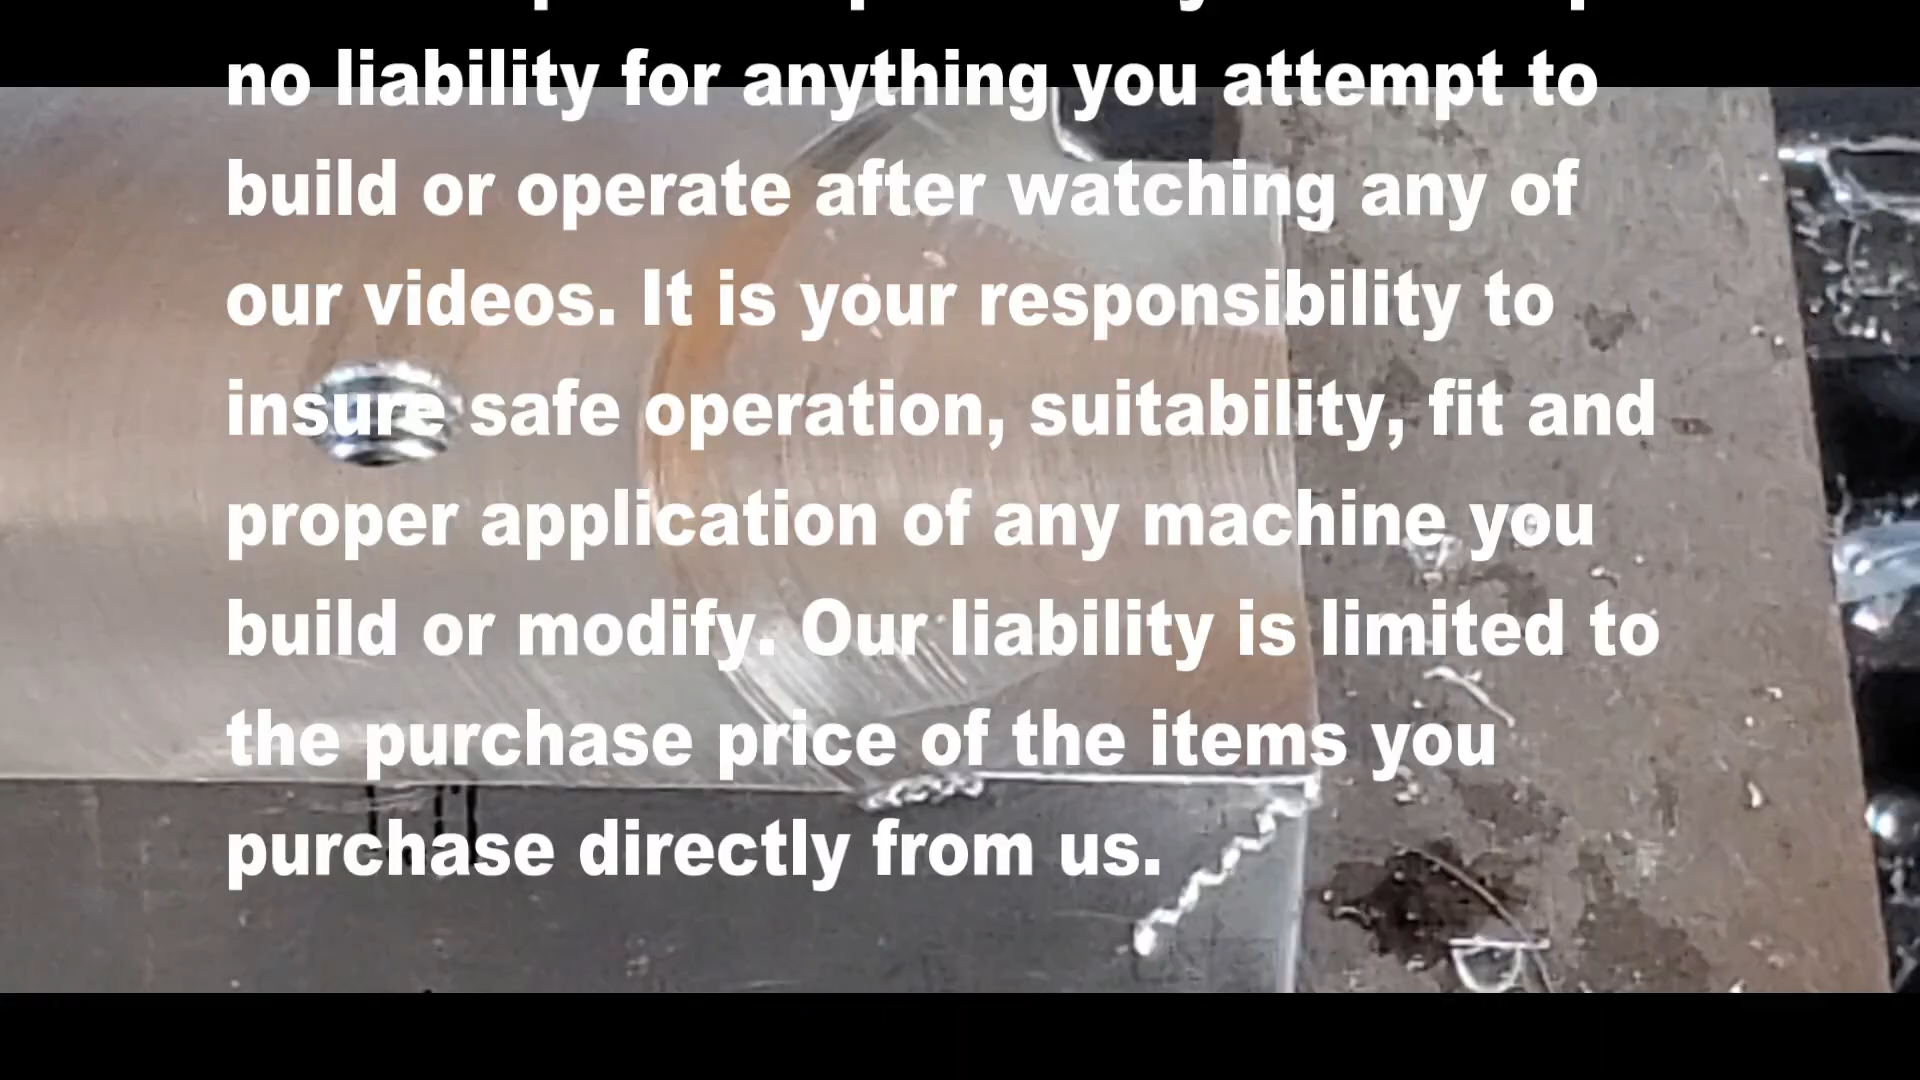 no liability for anything you attempt to
build or operate after watching any of
our videos. It is your responsibility to
insure safe operation, suitability, fit and
proper application of any machine you
build or modify. Our liability is limited to
the purchase price of the items you
purchase directly from us.